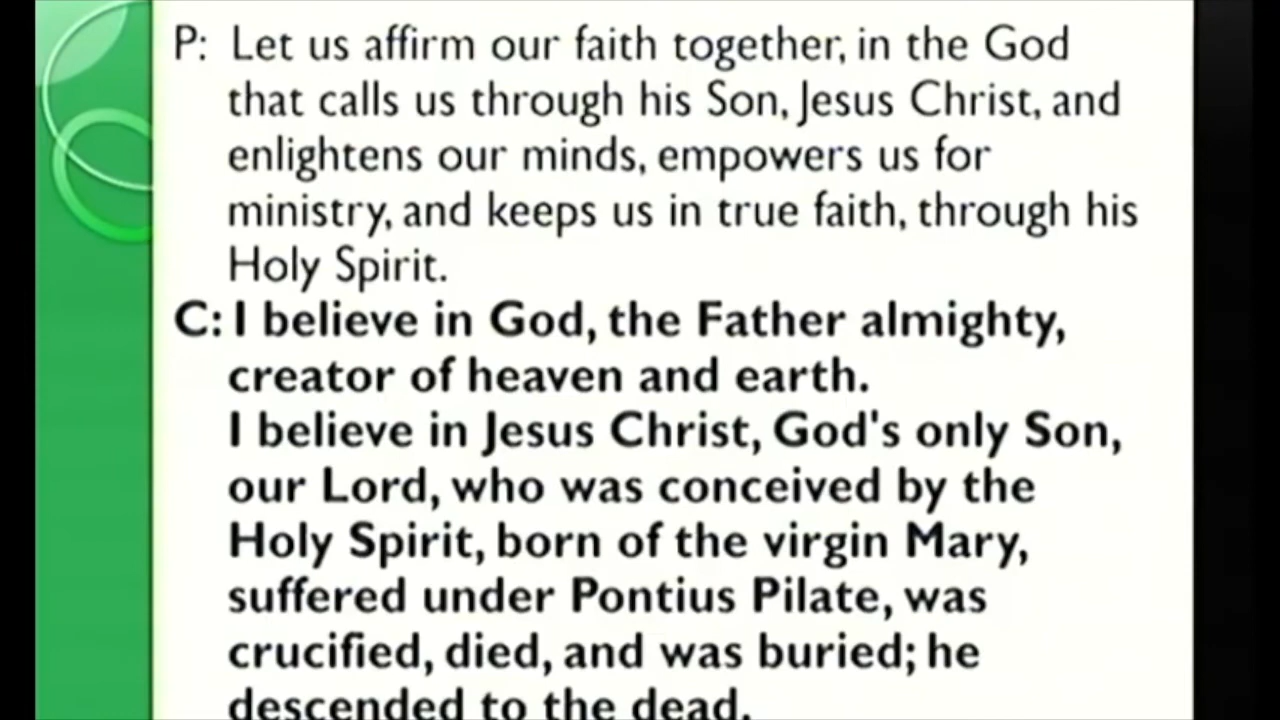 P: Let us affirm our faith together, in the God
that calls us through his Son, Jesus Christ, and
enlightens our minds, empowers us for
ministry, and keeps us in true faith, through his
Holy Spirit.
C: I believe in God, the Father almighty,
creator of heaven and earth.
I believe in Jesus Christ, God's only Son,
our Lord, who was conceived by the
Holy Spirit, born of the virgin Mary,
suffered under Pontius Pilate, was
crucified, died, and was buried; he
descended to the dead.